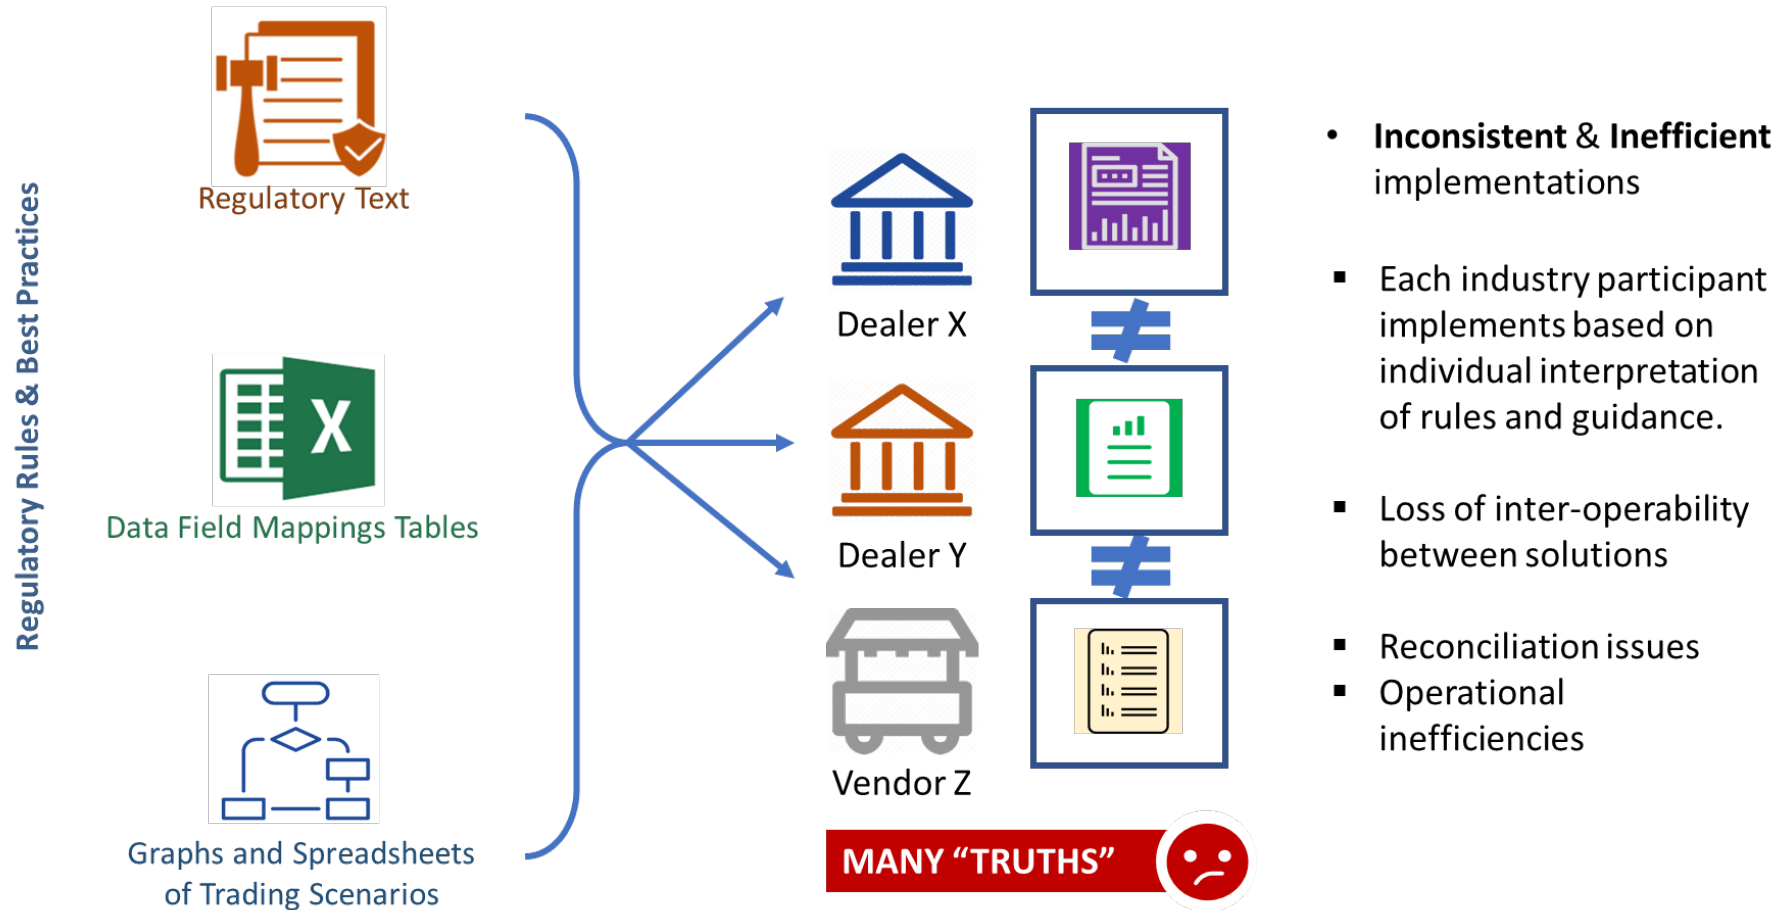 Regulatory Rules & Best Practices
Regulatory Text
X
Data Field Mappings Tables
Graphs and Spreadsheets
of Trading Scenarios
Dealer X
Dealer Y
Vendor Z
MANY “TRUTHS”
• Inconsistent & Inefficient
implementations
▪ Each industry participant
implements based on
individual interpretation
of rules and guidance.
▪ Loss of inter-operability
between solutions
▪ Reconciliation issues
▪ Operational
inefficiencies